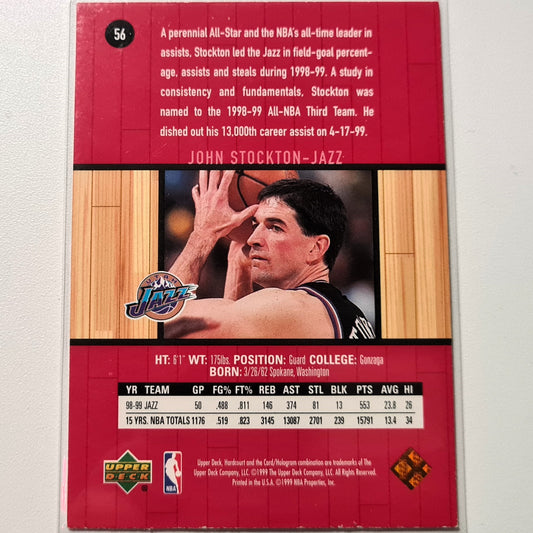 56
A perennial All-Star and the NBA's all-time leader in
assists, Stockton led the Jazz in field-goal percent-
age, assists and steals during 1998-99. A study in
consistency and fundamentals, Stockton was
named to the 1998-99 All-NBA Third Team. He
dished out his 13,000th career assist on 4-17-99.
JOHN STOCKTON-JAZZ
JAZZ
HT: 6'1" WT: 175lbs. POSITION: Guard COLLEGE: Gonzaga
BORN: 3/26/62 Spokane, Washington
YR TEAM GP FG% FT% REB AST STL BLK PTS AVG HI
98-99 JAZZ 50 .488 .811 146 374 81 13 553 23.8 26
15 YRS. NBA TOTALS 1176 .519 .823 3145 13087 2701 239 15791 13.4 34
UPPER DECK
NBA
Upper Deck, Hardcourt and the Card/Hologram combination are trademarks of The
Upper Deck Company, LLC. ©1999 The Upper Deck Company, LLC. All Rights Reserved.
Printed in the U.S.A. ©1999 NBA Properties, Inc.